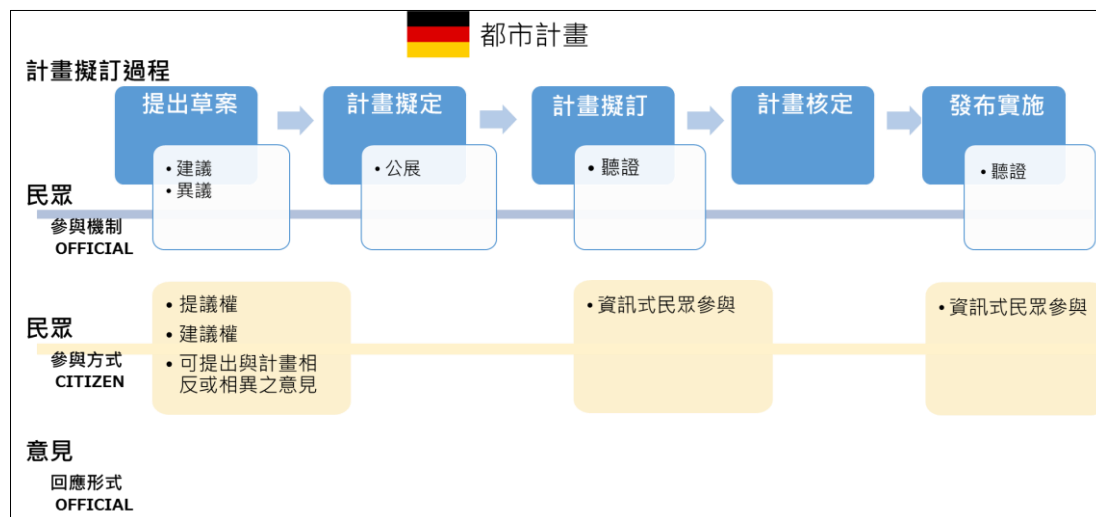 都市計畫
計畫擬訂過程
提出草案
計畫擬定
計畫擬訂
計畫核定
發布實施
• 建議
• 異議
• 公展
• 聽證
• 聽證
民眾
參與機制
OFFICIAL
• 提議權
• 建議權
• 可提出與計畫相
反或相異之意見
• 資訊式民眾參與
• 資訊式民眾參與
民眾
參與方式
CITIZEN
意見
回應形式
OFFICIAL